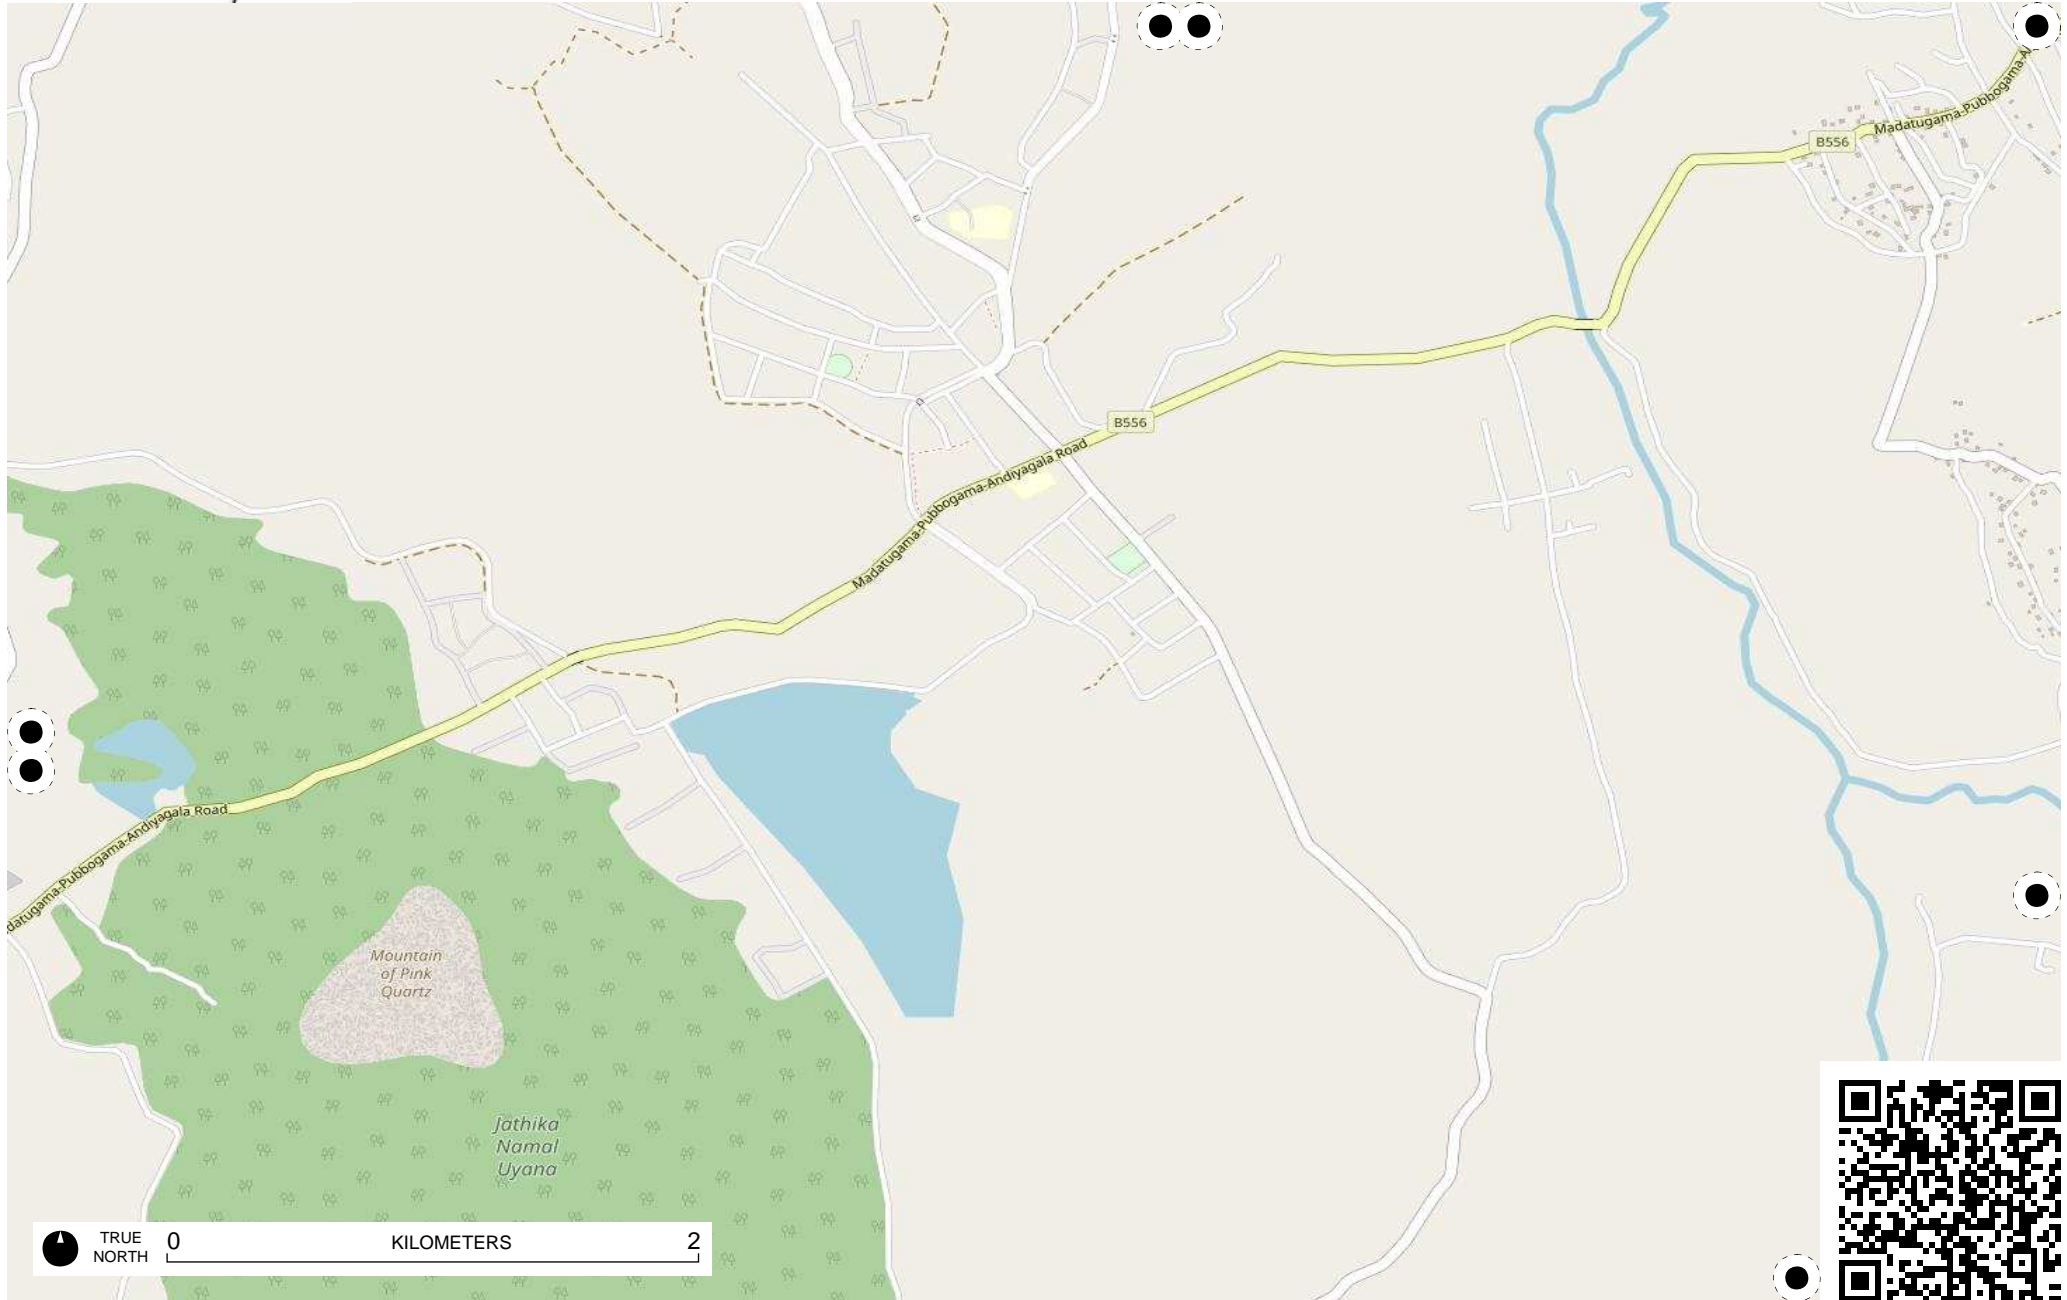 Madatugama-Pubbogama-A
B556
B556
Madatugama-Pubbogama-Andiyagala Road
datugama-Pubbogama-Andiyagala Road
Mountain
of Pink
Quartz
Jathika
Namal
Uyana
TRUE
NORTH
0
KILOMETERS
2